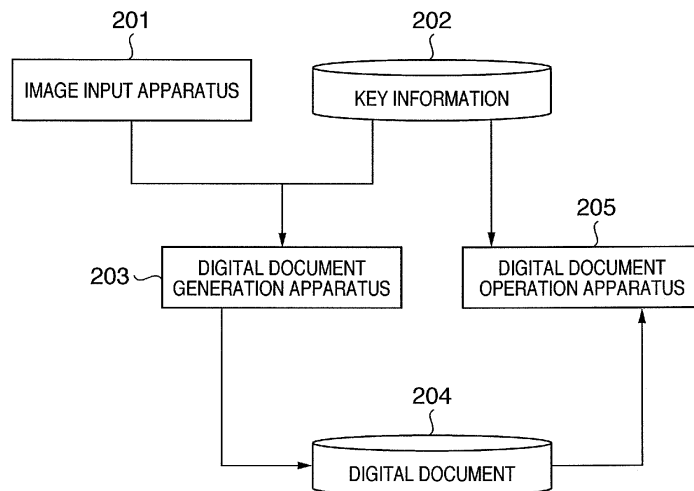 201
202
IMAGE INPUT APPARATUS
KEY INFORMATION
205
203
DIGITAL DOCUMENT
GENERATION APPARATUS
DIGITAL DOCUMENT
OPERATION APPARATUS
204
DIGITAL DOCUMENT